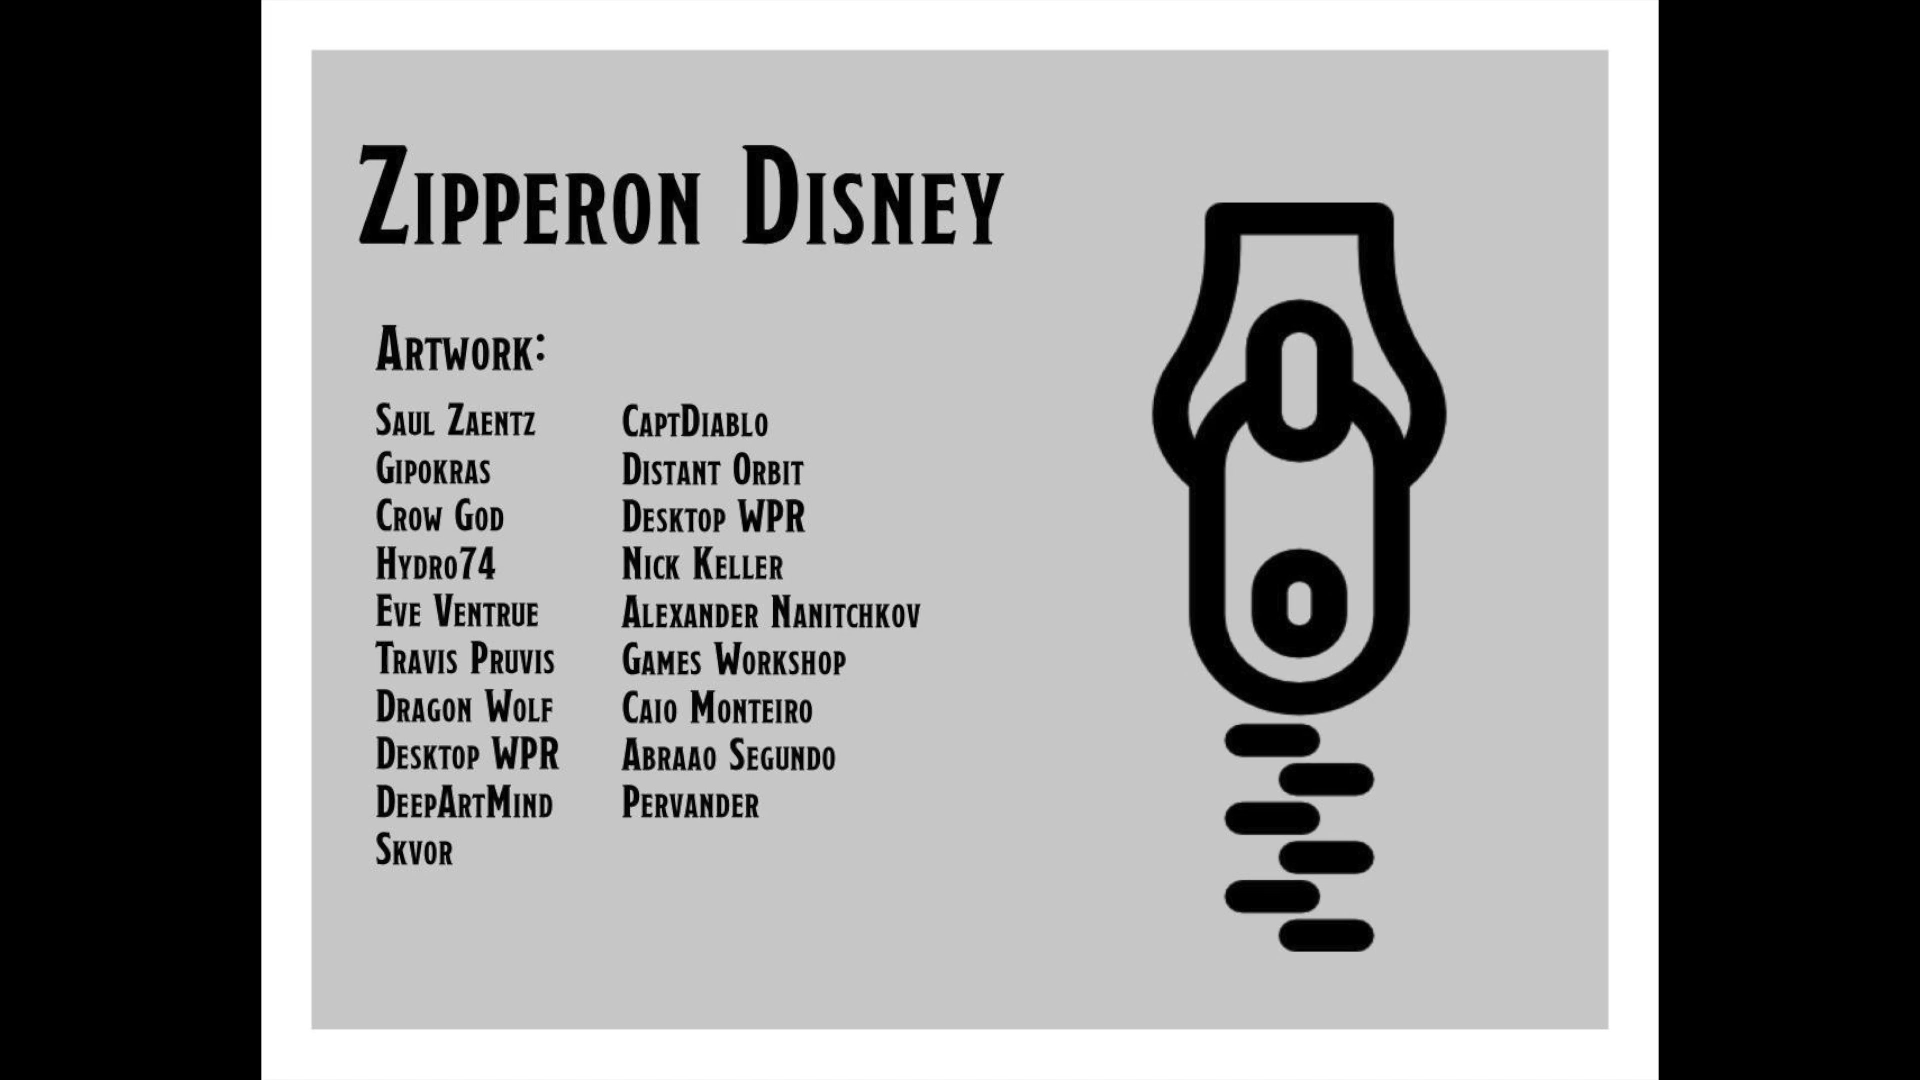 Zipperon Disney
Artwork:
Saul Zaentz
Gipokras
Crow God
Hydro74
Eve Ventrue
Travis Pruvis
Dragon Wolf
Desktop WPR
DeepArtMind
Skvor
CaptDiablo
Distant Orbit
Desktop WPR
Nick Keller
Alexander Nanitchkov
Games Workshop
Caio Monteiro
Abraao Segundo
Pervander